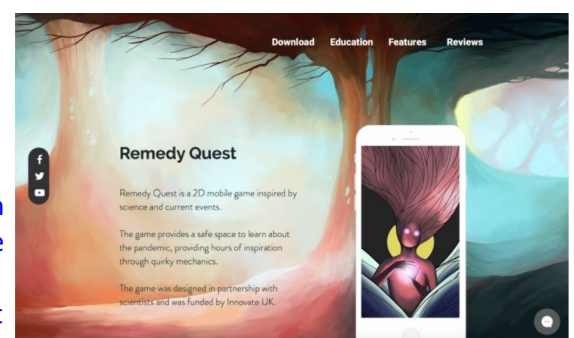 Download Education Features Reviews
Remedy Quest
Remedy Quest is a 2D mobile game inspired by
science and current events.
The game provides a safe space to learn about
the pandemic, providing hours of inspiration
through quirky mechanics.
The game was designed in partnership with
scientists and was funded by Innovate UK.